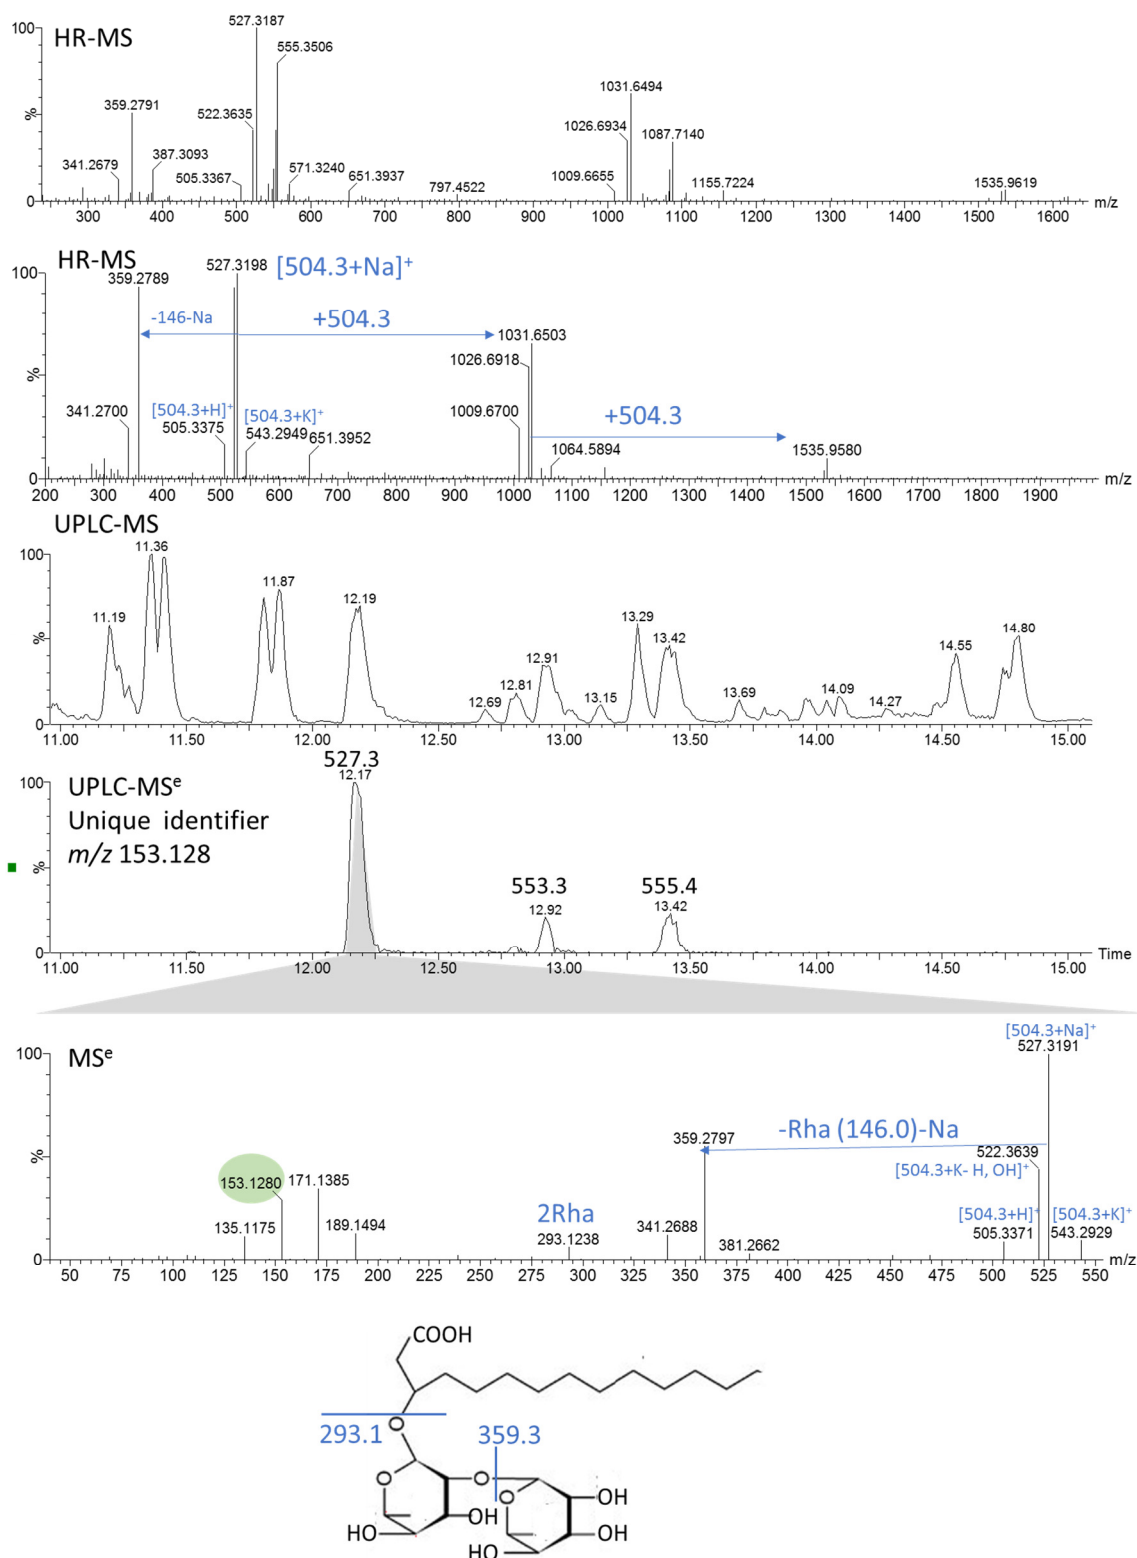 HR-MS
100
%
0
341.2679
359.2791
387.3093
505.3367
522.3635
527.3187
555.3506
571.3240
651.3937
797.4522
1009.6655
1026.6934
1031.6494
1087.7140
1155.7224
1535.9619
300 400 500 600 700 800 900 1000 1100 1200 1300 1400 1500 1600 m/z
HR-MS
100
%
0
359.2789
527.3198 [504.3+Na]+
-146-Na +504.3
1031.6503
1026.6918
341.2700
[504.3+H]+ [504.3+K]+
505.3375 543.2949 651.3952
1009.6700
+504.3
1064.5894
1535.9580
200 300 400 500 600 700 800 900 1000 1100 1200 1300 1400 1500 1600 1700 1800 1900 m/z
UPLC-MS
100
%
0
11.19 11.36 11.87 12.19 12.69 12.81 12.91 13.15 13.29 13.42 13.69 14.09 14.27 14.55 14.80
11.00 11.50 12.00 12.50 13.00 13.50 14.00 14.50 15.00
UPLC-MSe
Unique identifier
m/z 153.128
100
%
0
527.3
12.17
553.3
12.92
555.4
13.42
Time
11.00 11.50 12.00 12.50 13.00 13.50 14.00 14.50 15.00
MSe
100
%
0
[504.3+Na]+
527.3191
-Rha (146.0)-Na
359.2797
522.3639
[504.3+K- H, OH]+
153.1280 171.1385
135.1175
189.1494
2Rha
293.1238
341.2688
381.2662
[504.3+H]+ [504.3+K]+
505.3371 543.2929
50 75 100 125 150 175 200 225 250 275 300 325 350 375 400 425 450 475 500 525 550 m/z
COOH
O
293.1 359.3
O O O OH
OH OH
HO
HO OH